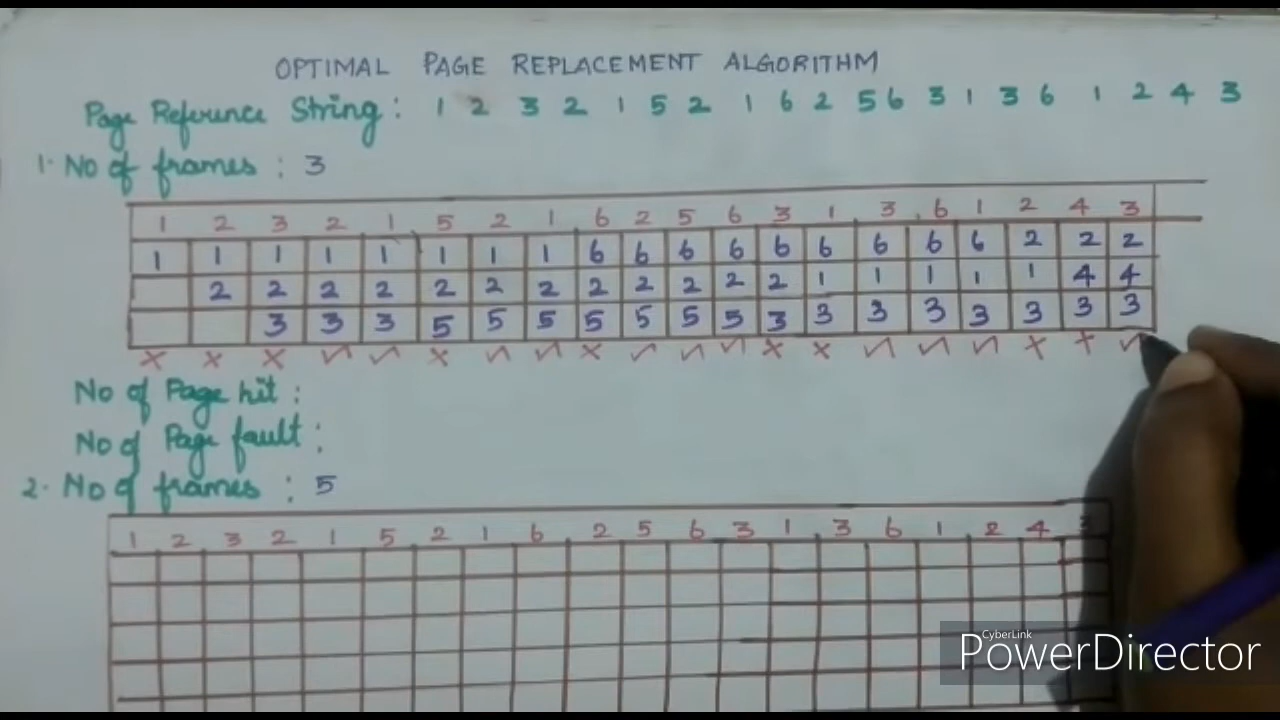 OPTIMAL PAGE REPLACEMENT ALGORITHM
Page Reference String : 1 2 3 2 1 5 2 1 6 2 5 6 3 1 3 6 1 2 4 3
1. No of frames : 3
1 2 3 2 1 5 2 1 6 2 5 6 3 1 3 6 1 2 4 3
1 1 1 1 1 1 1 1 6 6 6 6 6 6 6 6 6 2 2 2
2 2 2 2 2 2 2 2 2 2 2 2 1 1 1 1 1 4 4
3 3 3 5 5 5 5 5 5 5 3 3 3 3 3 3 3 3
× × × ✓ ✓ × ✓ ✓ × ✓ ✓ ✓ × × ✓ ✓ ✓ × × ✓
No of Page hit :
No of Page fault :
2. No of frames : 5
1 2 3 2 1 5 2 1 6 2 5 6 3 1 3 6 1 2 4 3
CyberLink
PowerDirector